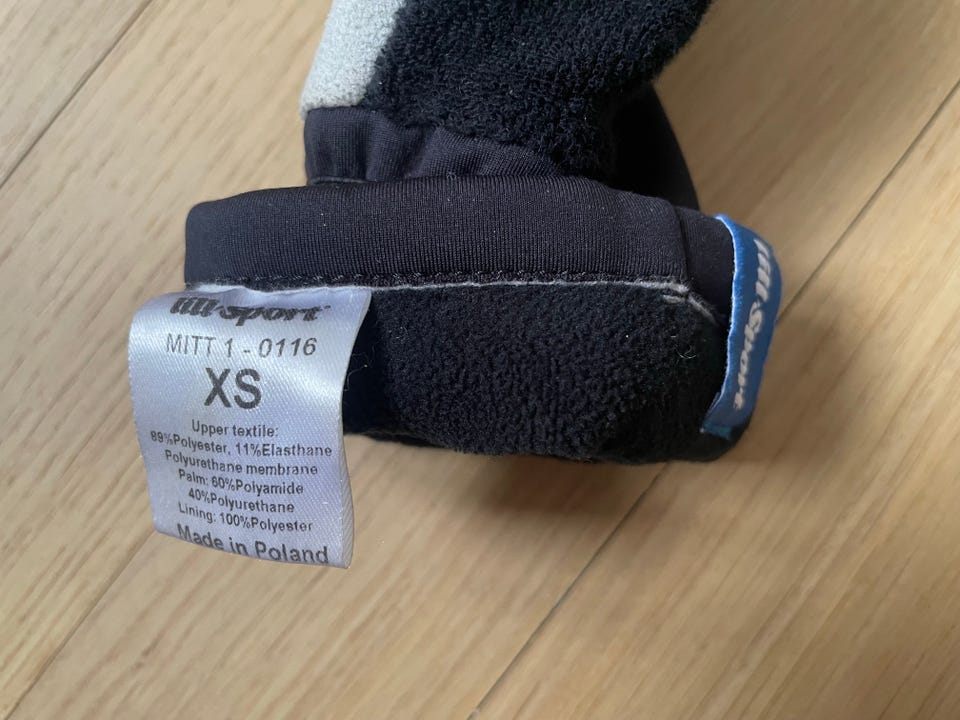 lill-Sport
MITT 1 - 0116
XS
Upper textile:
89%Polyester, 11%Elasthane
Polyurethane membrane
Palm: 60%Polyamide
40%Polyurethane
Lining: 100%Polyester
Made in Poland
lill-Sport